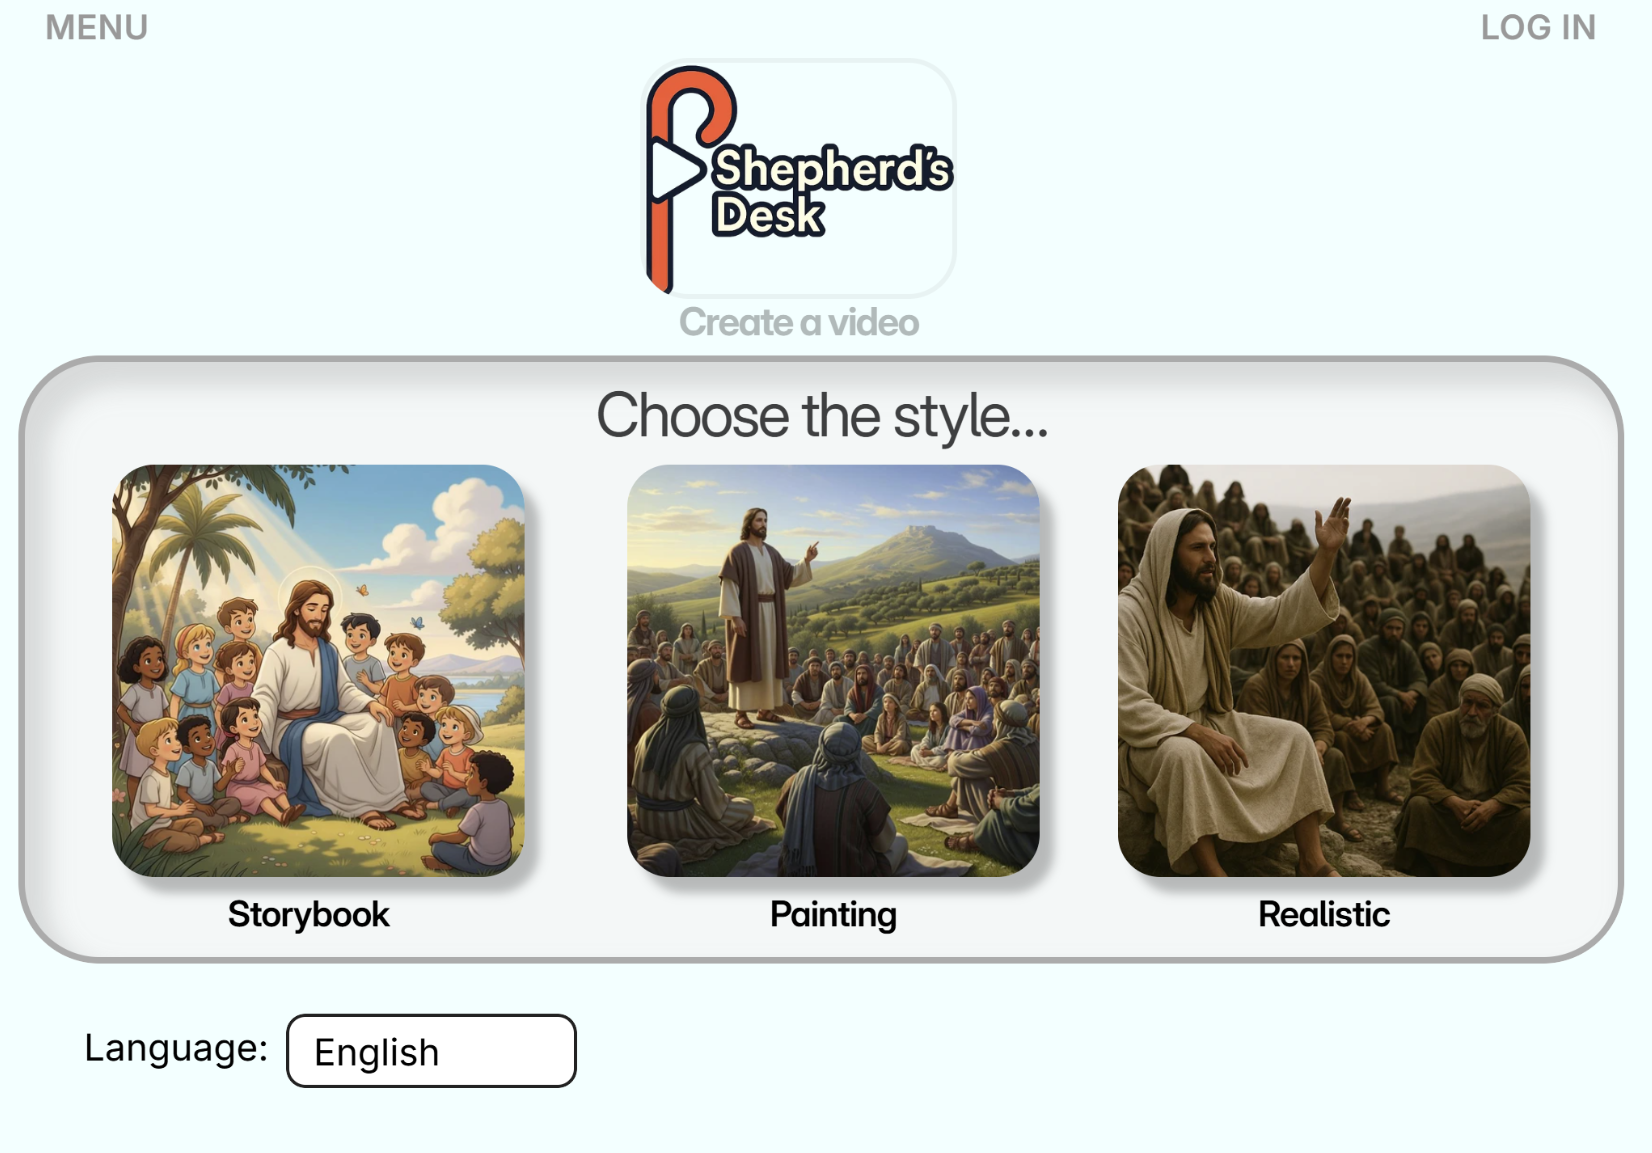 MENU
LOG IN
Shepherd's
Desk
Create a video
Choose the style...
Storybook
Painting
Realistic
Language:
English